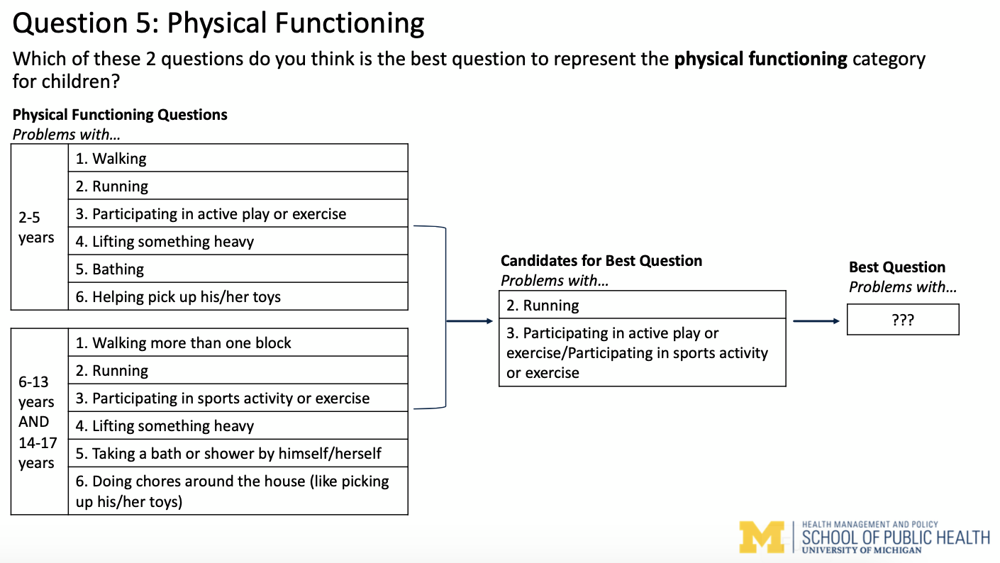 Question 5: Physical Functioning
Which of these 2 questions do you think is the best question to represent the physical functioning category
for children?
Physical Functioning Questions
Problems with...
2-5
years
1. Walking
2. Running
3. Participating in active play or exercise
4. Lifting something heavy
5. Bathing
6. Helping pick up his/her toys
6-13
years
AND
14-17
years
1. Walking more than one block
2. Running
3. Participating in sports activity or exercise
4. Lifting something heavy
5. Taking a bath or shower by himself/herself
6. Doing chores around the house (like picking
up his/her toys)
Candidates for Best Question
Problems with...
2. Running
3. Participating in active play or
exercise/Participating in sports activity
or exercise
Best Question
Problems with...
???
M
HEALTH MANAGEMENT AND POLICY
SCHOOL OF PUBLIC HEALTH
UNIVERSITY OF MICHIGAN